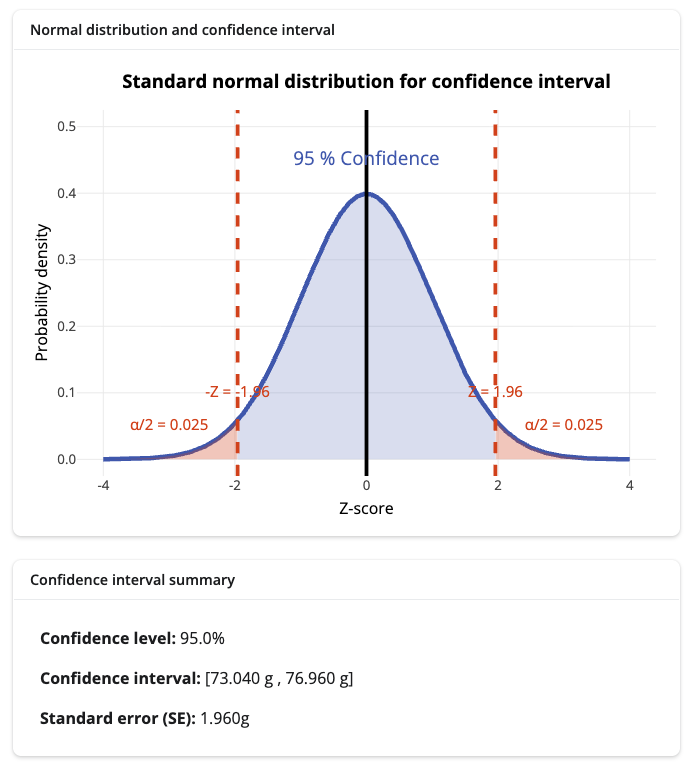 Normal distribution and confidence interval
Standard normal distribution for confidence interval
0.5
95 % Confidence
0.4
0.3
Probability density
0.2
0.1
-Z = -1.96
Z = 1.96
α/2 = 0.025
α/2 = 0.025
0.0
-4
-2
0
2
4
Z-score
Confidence interval summary
Confidence level: 95.0%
Confidence interval: [73.040 g , 76.960 g]
Standard error (SE): 1.960g